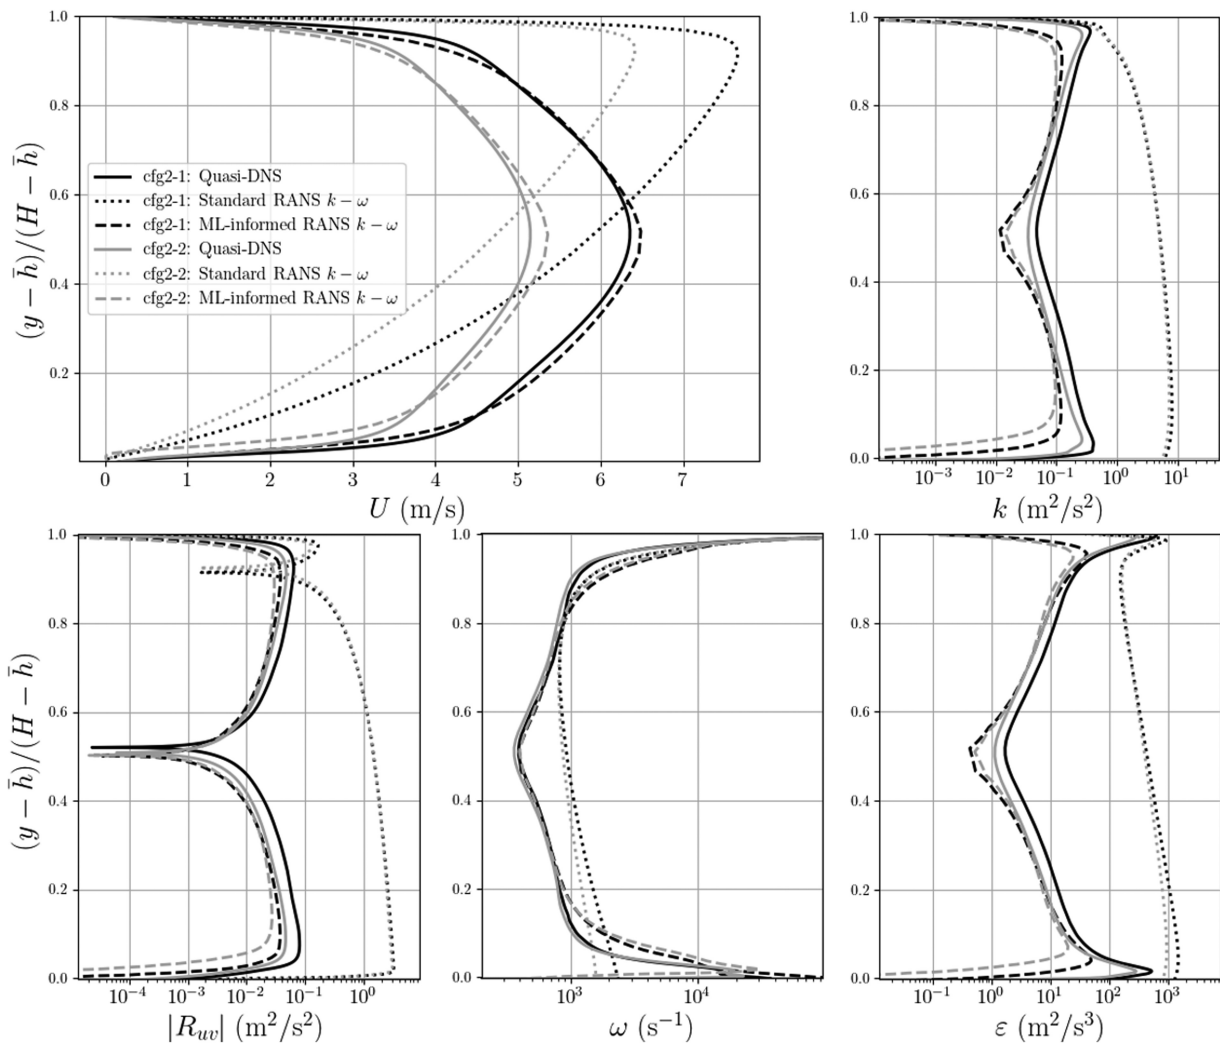 1.0
0.8
0.6
0.4
0.2
(y − h̄)/(H − h̄)
cfg2-1: Quasi-DNS
cfg2-1: Standard RANS k − ω
cfg2-1: ML-informed RANS k − ω
cfg2-2: Quasi-DNS
cfg2-2: Standard RANS k − ω
cfg2-2: ML-informed RANS k − ω
0 1 2 3 4 5 6 7
U (m/s)
1.0
0.8
0.6
0.4
0.2
0.0
10⁻³ 10⁻² 10⁻¹ 10⁰ 10¹
k (m²/s²)
1.0
0.8
0.6
0.4
0.2
0.0
(y − h̄)/(H − h̄)
10⁻⁴ 10⁻³ 10⁻² 10⁻¹ 10⁰
|Rᵤᵥ| (m²/s²)
1.0
0.8
0.6
0.4
0.2
0.0
10³ 10⁴
ω (s⁻¹)
1.0
0.8
0.6
0.4
0.2
0.0
10⁻¹ 10⁰ 10¹ 10² 10³
ε (m²/s³)